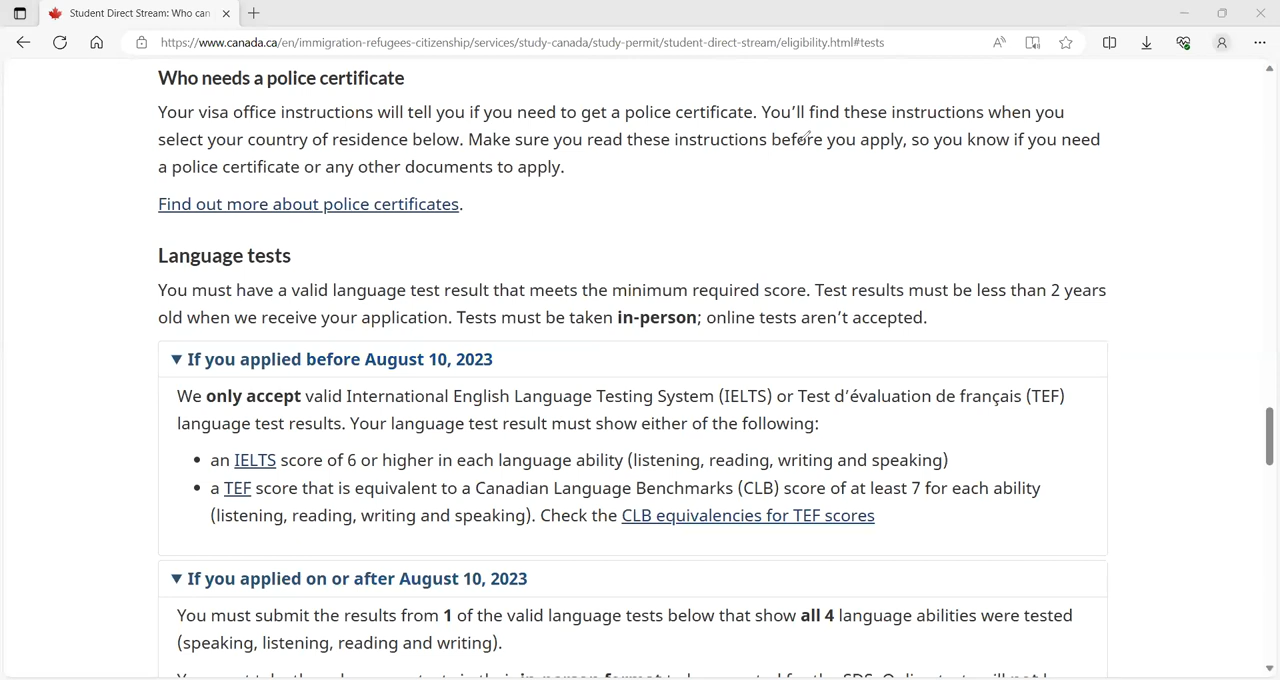 Student Direct Stream: Who can
https://www.canada.ca/en/immigration-refugees-citizenship/services/study-canada/study-permit/student-direct-stream/eligibility.html#tests
Who needs a police certificate
Your visa office instructions will tell you if you need to get a police certificate. You’ll find these instructions when you
select your country of residence below. Make sure you read these instructions before you apply, so you know if you need
a police certificate or any other documents to apply.
Find out more about police certificates.
Language tests
You must have a valid language test result that meets the minimum required score. Test results must be less than 2 years
old when we receive your application. Tests must be taken in-person; online tests aren’t accepted.
▼ If you applied before August 10, 2023
We only accept valid International English Language Testing System (IELTS) or Test d’évaluation de français (TEF)
language test results. Your language test result must show either of the following:
• an IELTS score of 6 or higher in each language ability (listening, reading, writing and speaking)
• a TEF score that is equivalent to a Canadian Language Benchmarks (CLB) score of at least 7 for each ability
(listening, reading, writing and speaking). Check the CLB equivalencies for TEF scores
▼ If you applied on or after August 10, 2023
You must submit the results from 1 of the valid language tests below that show all 4 language abilities were tested
(speaking, listening, reading and writing).